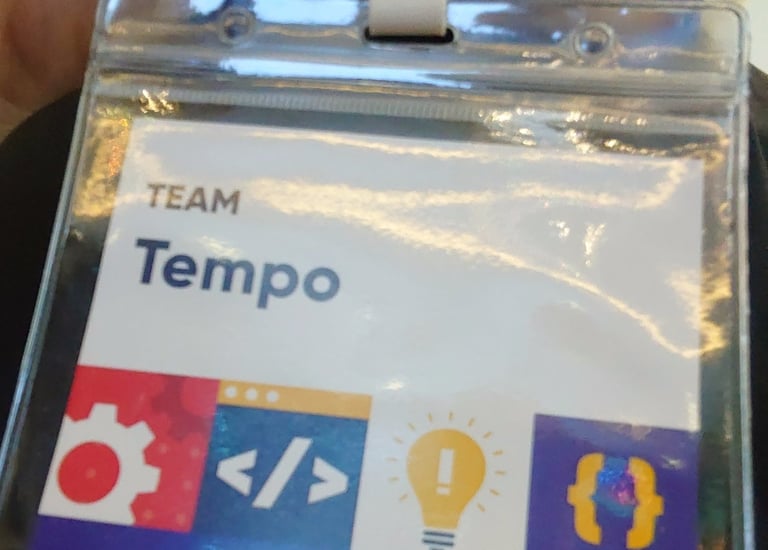 TEAM
Tempo
</>
!
{ }